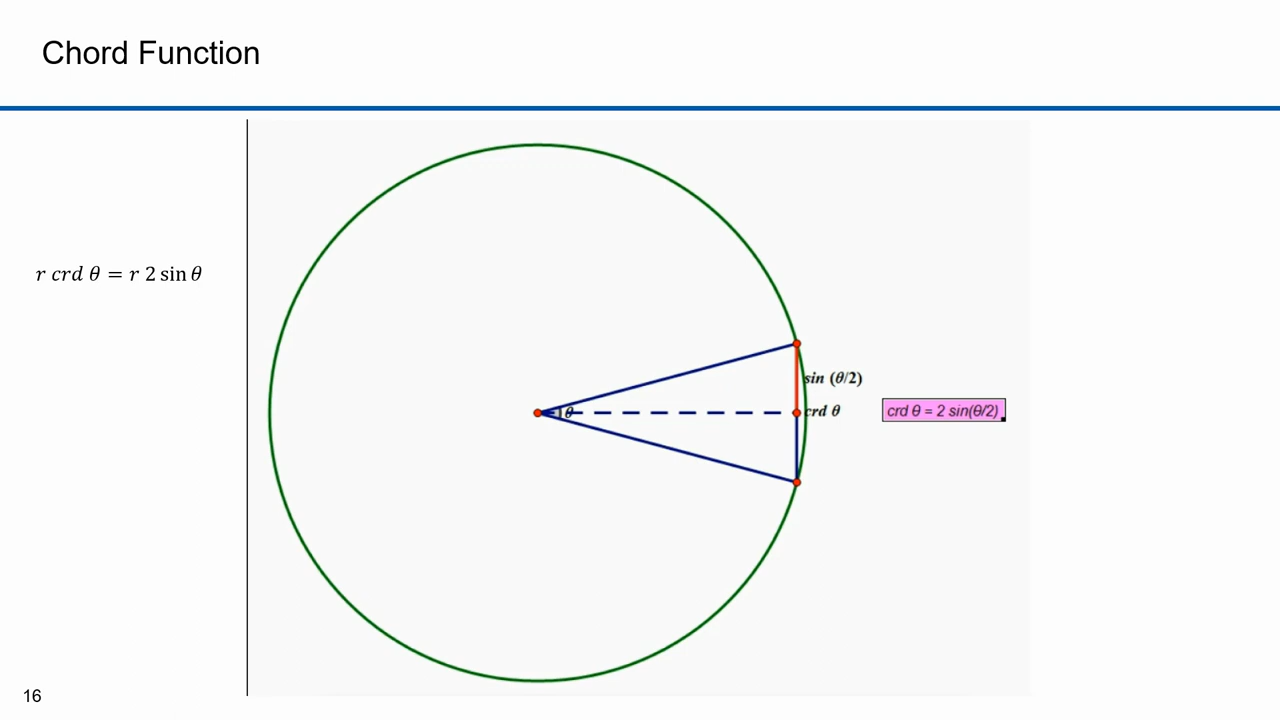 Chord Function
r crd θ = r 2 sin θ
sin (θ/2)
θ
crd θ
crd θ = 2 sin(θ/2)
16